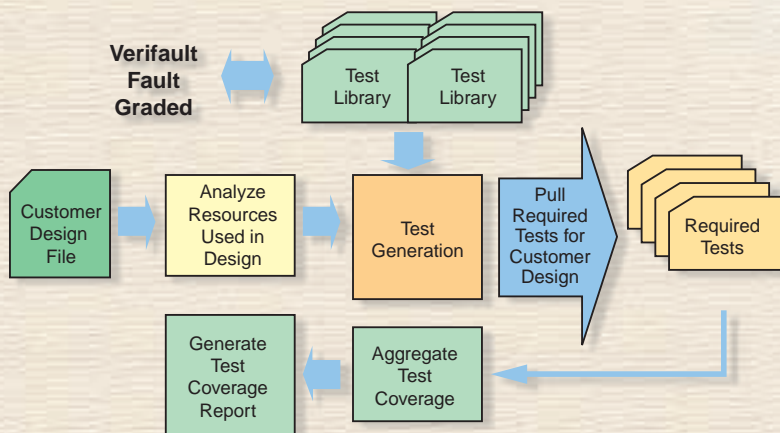 Verifault
Fault
Graded
Test
Library
Test
Library
Customer
Design
File
Analyze
Resources
Used in
Design
Test
Generation
Pull
Required
Tests for
Customer
Design
Required
Tests
Generate
Test
Coverage
Report
Aggregate
Test
Coverage